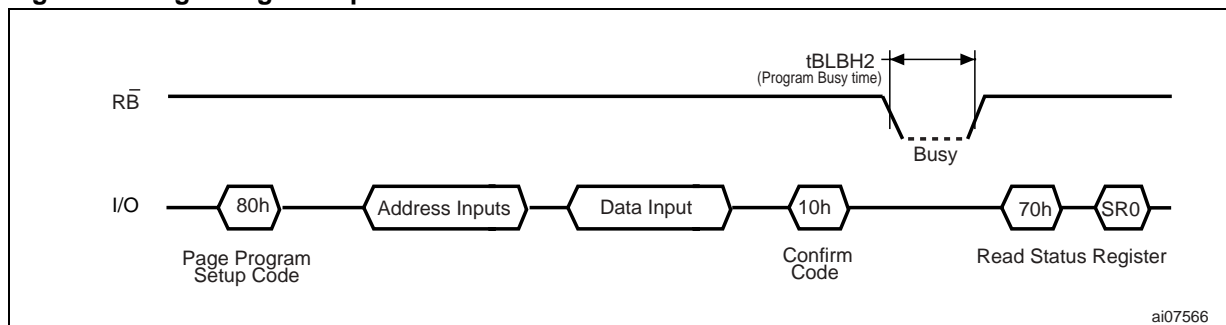 tBLBH2
(Program Busy time)
RB̅
Busy
I/O
80h
Address Inputs
Data Input
10h
70h
SR0
Page Program
Setup Code
Confirm
Code
Read Status Register
ai07566